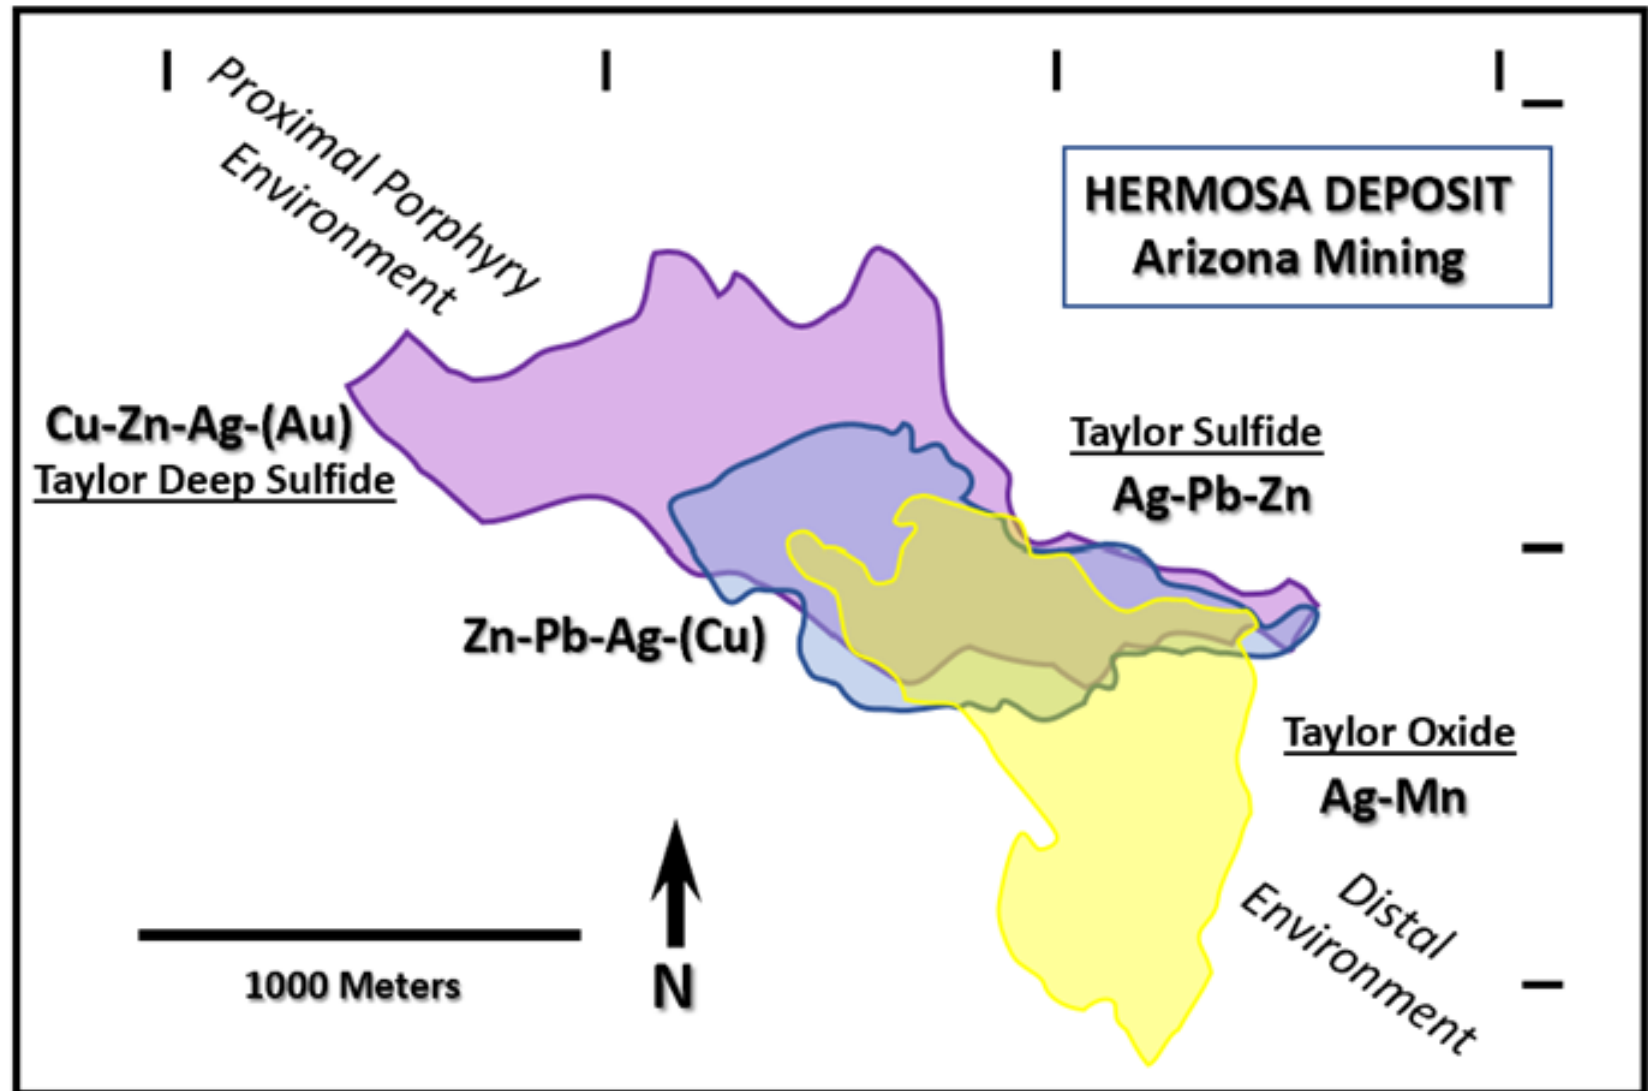 Proximal Porphyry
Environment
HERMOSA DEPOSIT
Arizona Mining
Cu-Zn-Ag-(Au)
Taylor Deep Sulfide
Taylor Sulfide
Ag-Pb-Zn
Zn-Pb-Ag-(Cu)
Taylor Oxide
Ag-Mn
Distal
Environment
1000 Meters
N